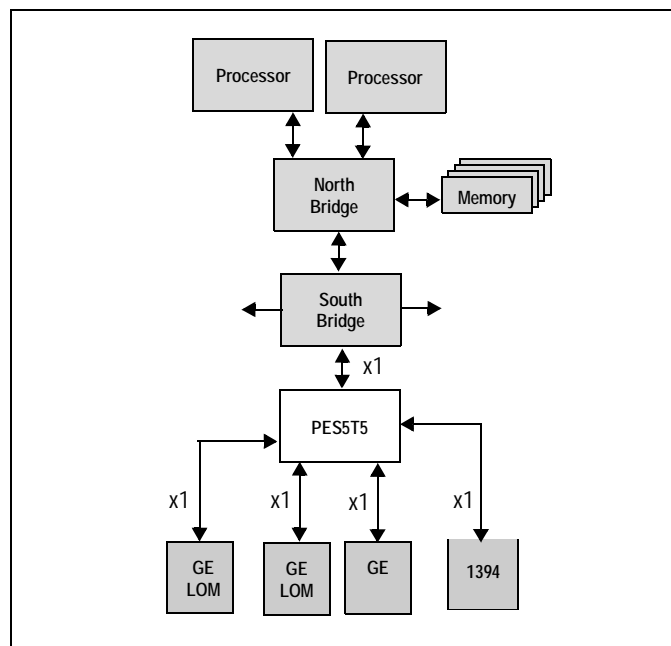 Processor
Processor
North
Bridge
Memory
South
Bridge
x1
PES5T5
x1
x1
x1
x1
GE
LOM
GE
LOM
GE
1394